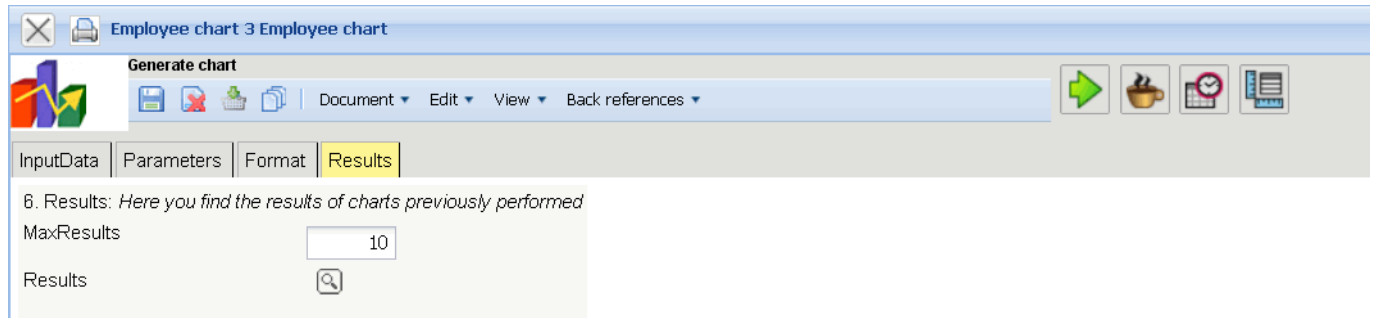 Employee chart 3 Employee chart
Generate chart
Document Edit View Back references
InputData Parameters Format Results
6. Results: Here you find the results of charts previously performed
MaxResults 10
Results